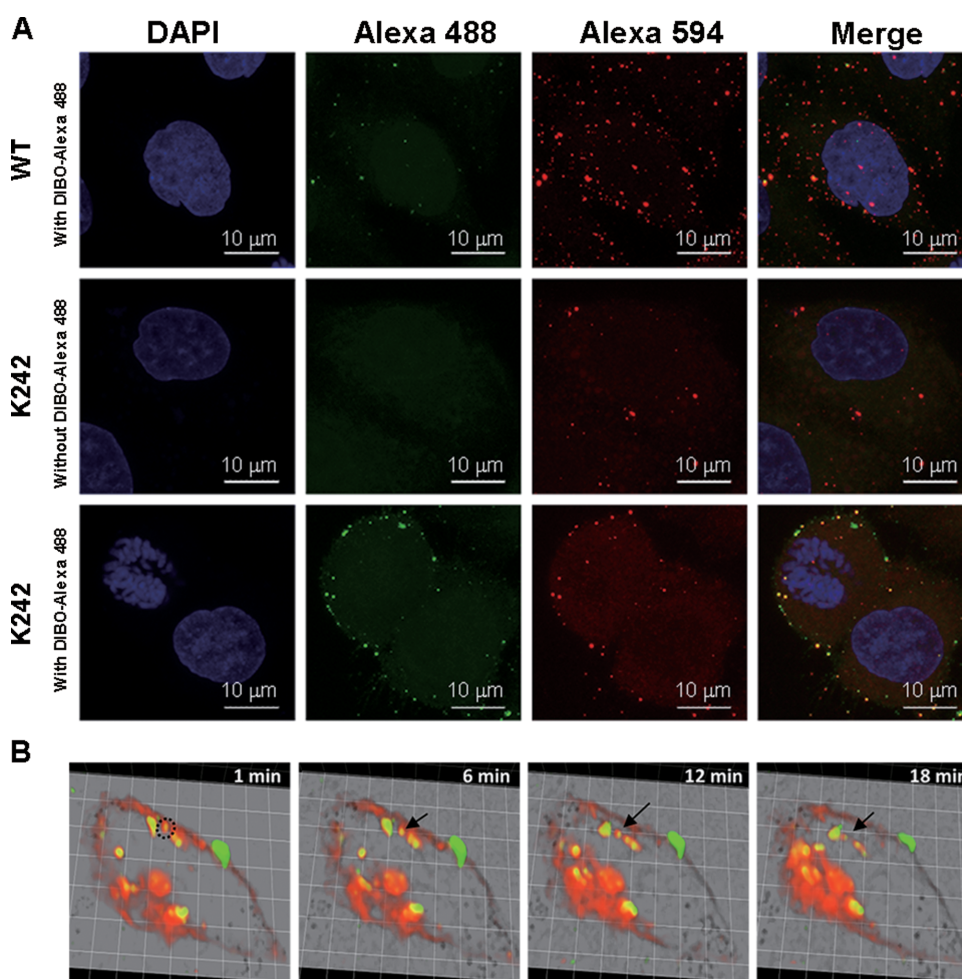 A
DAPI Alexa 488 Alexa 594 Merge
WT
With DIBO-Alexa 488
10 µm 10 µm 10 µm 10 µm
K242
Without DIBO-Alexa 488
10 µm 10 µm 10 µm 10 µm
K242
With DIBO-Alexa 488
10 µm 10 µm 10 µm 10 µm
B
1 min 6 min 12 min 18 min